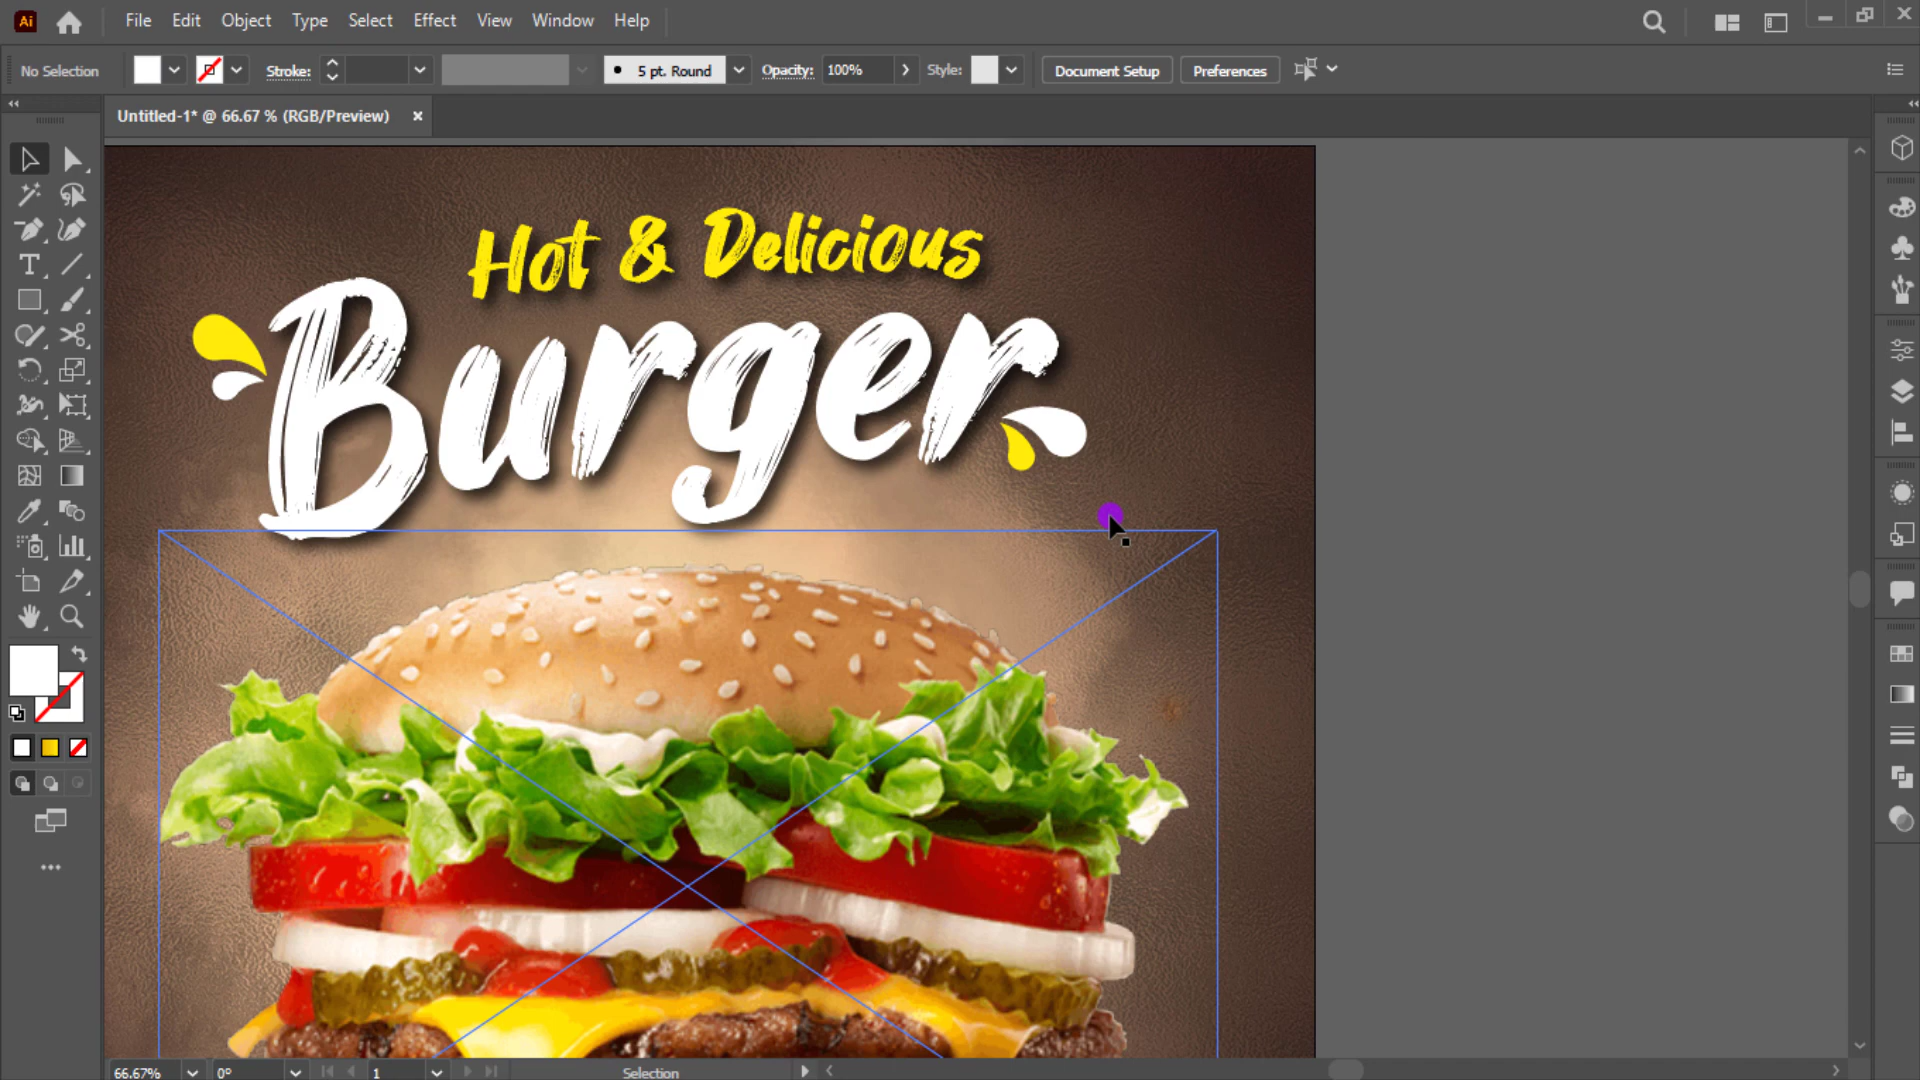 Ai File Edit Object Type Select Effect View Window Help
No Selection Stroke: 5 pt. Round Opacity: 100% Style: Document Setup Preferences
Untitled-1* @ 66.67 % (RGB/Preview) ×
Hot & Delicious
Burger
66.67% 0° 1 Selection